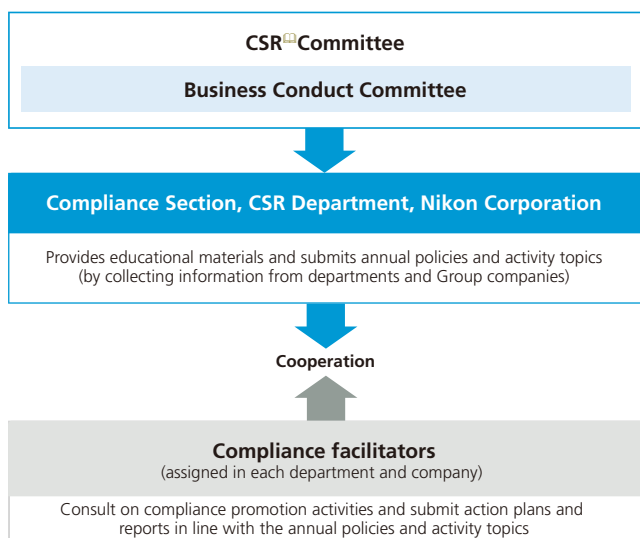 CSR Committee
Business Conduct Committee
Compliance Section, CSR Department, Nikon Corporation
Provides educational materials and submits annual policies and activity topics
(by collecting information from departments and Group companies)
Cooperation
Compliance facilitators
(assigned in each department and company)
Consult on compliance promotion activities and submit action plans and
reports in line with the annual policies and activity topics